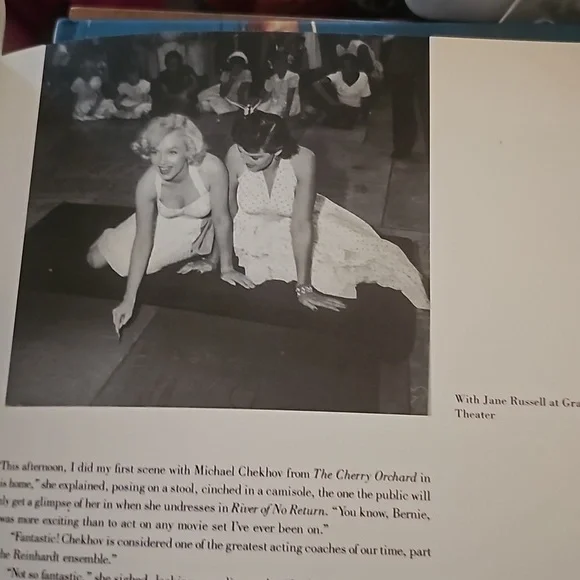 With Jane Russell at
Theater
"This afternoon, I did my first scene with Michael Chekhov from The Cherry Orchard in
is home," she explained, posing on a stool, cinched in a camisole, the one the public will
get a glimpse of her in when she undresses in River of No Return. "You know, Bernie,
was more exciting than to act on any movie set I've ever been on."
"Fantastic! Chekhov is considered one of the greatest acting coaches of our time, part
he Reinhardt ensemble."
"Not so fantastic," she sighed,